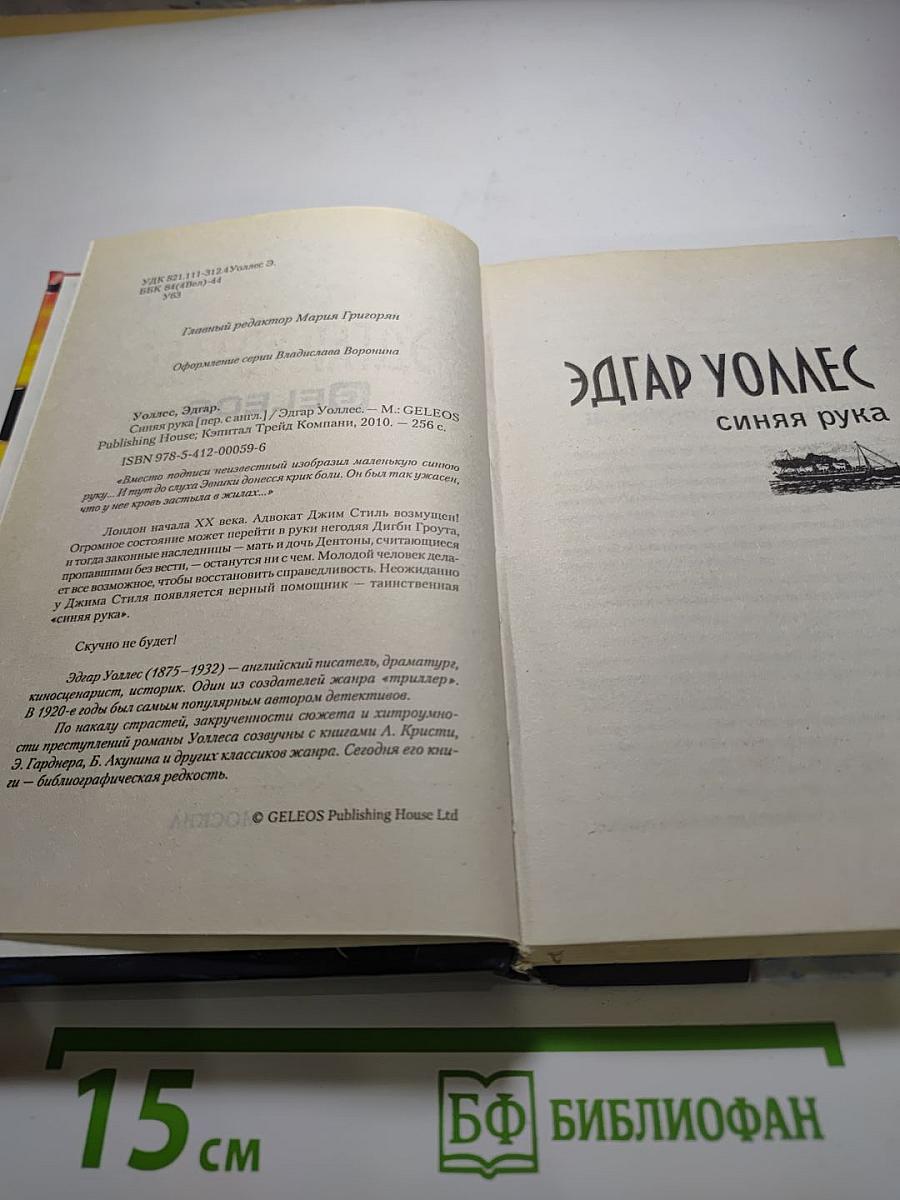 УДК 821.111-312.4Уоллес Э.
ББК 84(4Вел)-44
У63
Главный редактор Мария Григорян
Оформление серии Владислава Воронина
Уоллес, Эдгар.
Синяя рука [пер. с англ.] / Эдгар Уоллес. — М.: GELEOS
Publishing House; Кэпитал Трейд Компани, 2010. — 256 с.
ISBN 978-5-412-00059-6
«Вместо подписи неизвестный изобразил маленькую синюю
руку... И тут до слуха Эвники донесся крик боли. Он был так ужасен,
что у нее кровь застыла в жилах...»
Лондон начала XX века. Адвокат Джим Стиль возмущен!
Огромное состояние может перейти в руки негодяя Дигби Гроута,
и тогда законные наследницы — мать и дочь Дентоны, считающиеся
пропавшими без вести, — останутся ни с чем. Молодой человек дела-
ет все возможное, чтобы восстановить справедливость. Неожиданно
у Джима Стиля появляется верный помощник — таинственная
«синяя рука».
Скучно не будет!
Эдгар Уоллес (1875–1932) — английский писатель, драматург,
киносценарист, историк. Один из создателей жанра «триллер».
В 1920-е годы был самым популярным автором детективов.
По накалу страстей, закрученности сюжета и хитроумно-
сти преступлений романы Уоллеса созвучны с книгами А. Кристи,
Э. Гарднера, Б. Акунина и других классиков жанра. Сегодня его кни-
ги — библиографическая редкость.
© GELEOS Publishing House Ltd
ЭДГАР УОЛЛЕС
синяя рука
15 см
БФ БИБЛИОФАН